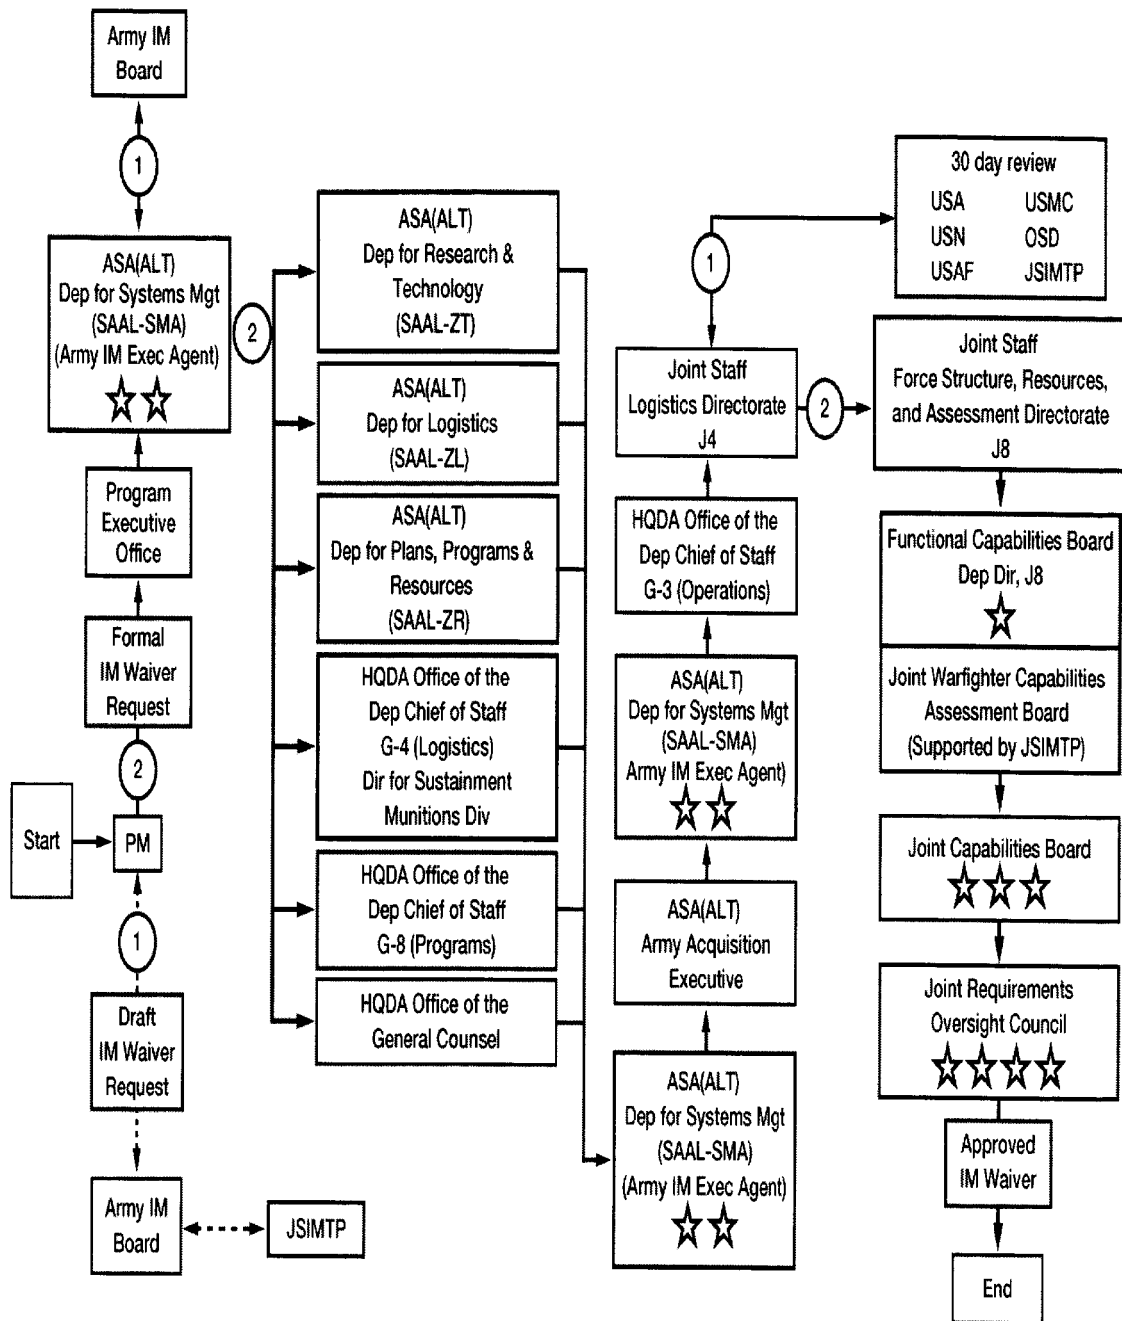 Army IM
Board
1
ASA(ALT)
Dep for Systems Mgt
(SAAL-SMA)
(Army IM Exec Agent)
2
Program
Executive
Office
Formal
IM Waiver
Request
2
Start
PM
1
Draft
IM Waiver
Request
Army IM
Board
JSIMTP
ASA(ALT)
Dep for Research &
Technology
(SAAL-ZT)
ASA(ALT)
Dep for Logistics
(SAAL-ZL)
ASA(ALT)
Dep for Plans, Programs &
Resources
(SAAL-ZR)
HQDA Office of the
Dep Chief of Staff
G-4 (Logistics)
Dir for Sustainment
Munitions Div
HQDA Office of the
Dep Chief of Staff
G-8 (Programs)
HQDA Office of the
General Counsel
1
Joint Staff
Logistics Directorate
J4
2
HQDA Office of the
Dep Chief of Staff
G-3 (Operations)
ASA(ALT)
Dep for Systems Mgt
(SAAL-SMA)
Army IM Exec Agent)
ASA(ALT)
Army Acquisition
Executive
ASA(ALT)
Dep for Systems Mgt
(SAAL-SMA)
(Army IM Exec Agent)
30 day review
USA USMC
USN OSD
USAF JSIMTP
Joint Staff
Force Structure, Resources,
and Assessment Directorate
J8
Functional Capabilities Board
Dep Dir, J8
Joint Warfighter Capabilities
Assessment Board
(Supported by JSIMTP)
Joint Capabilities Board
Joint Requirements
Oversight Council
Approved
IM Waiver
End